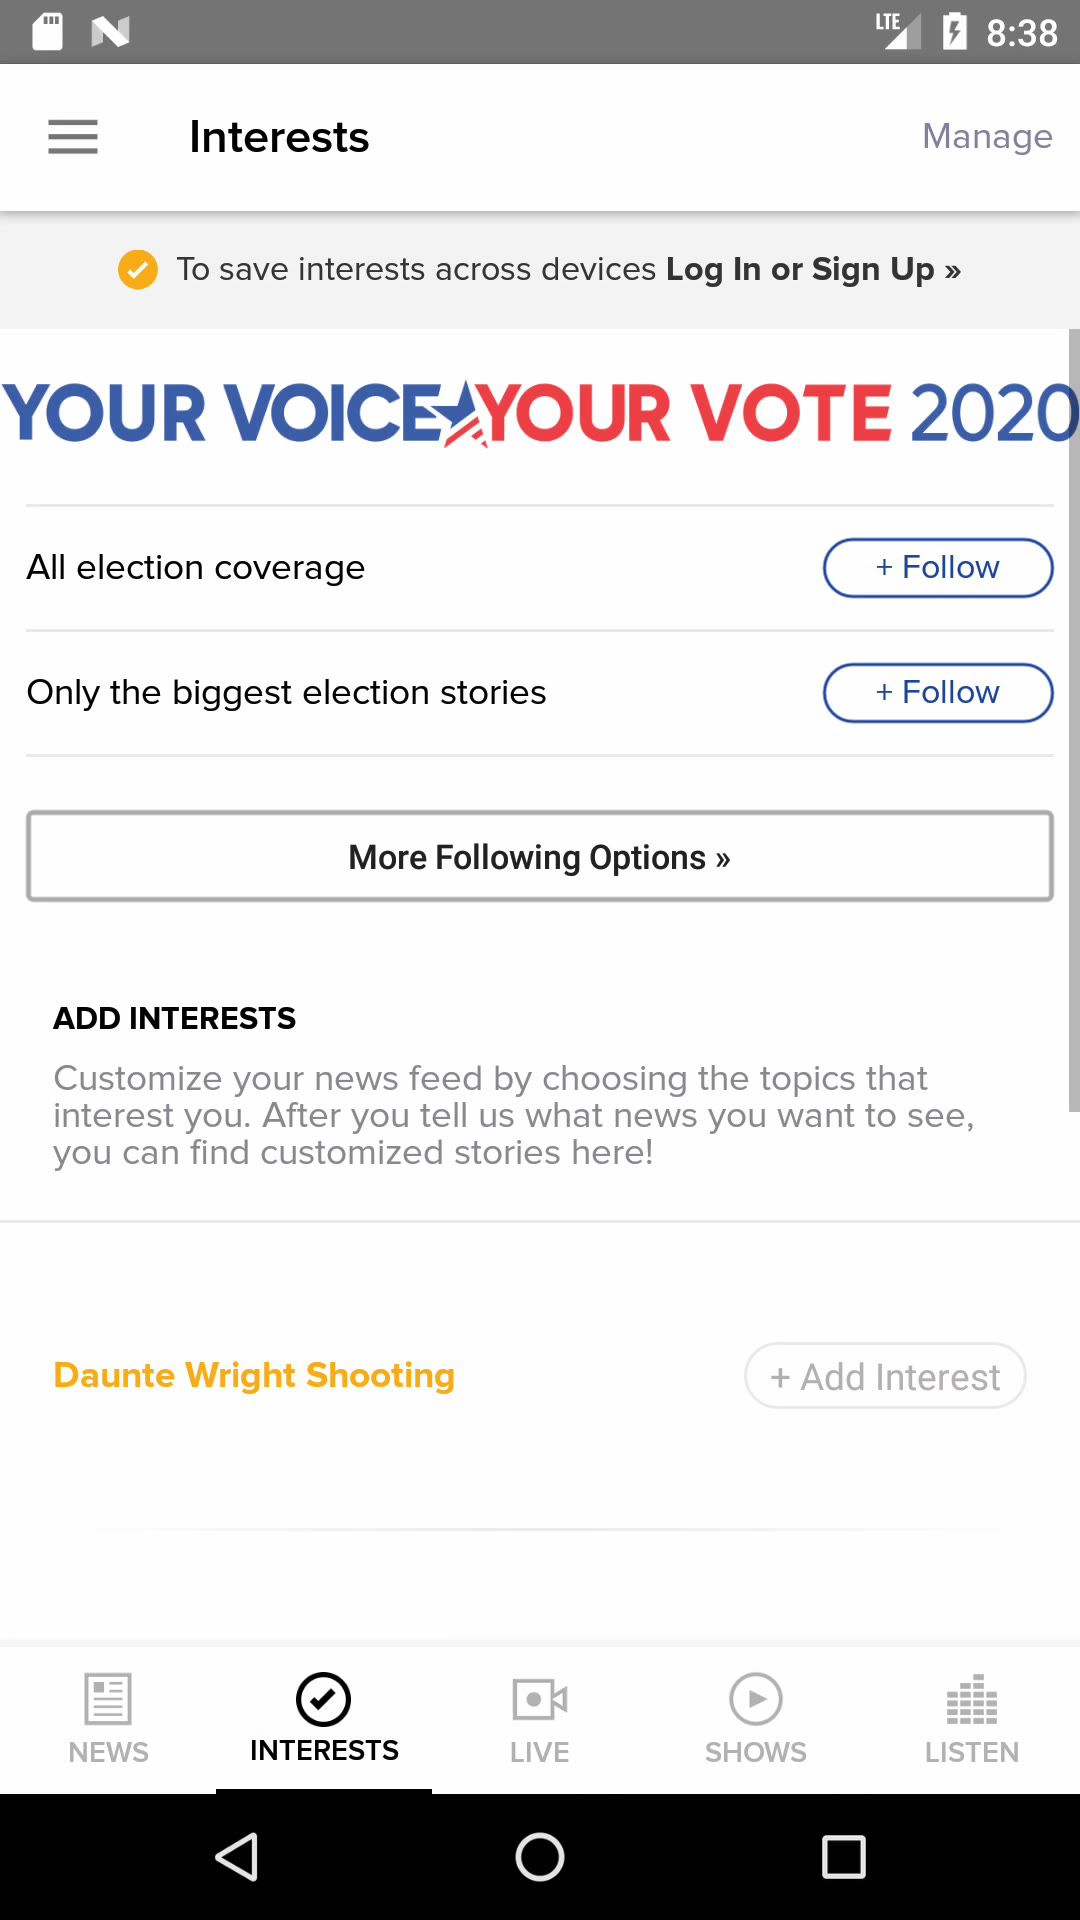 LTE 8:38
Interests Manage
To save interests across devices Log In or Sign Up »
YOUR VOICE YOUR VOTE 2020
All election coverage + Follow
Only the biggest election stories + Follow
More Following Options »
ADD INTERESTS
Customize your news feed by choosing the topics that
interest you. After you tell us what news you want to see,
you can find customized stories here!
Daunte Wright Shooting + Add Interest
NEWS INTERESTS LIVE SHOWS LISTEN